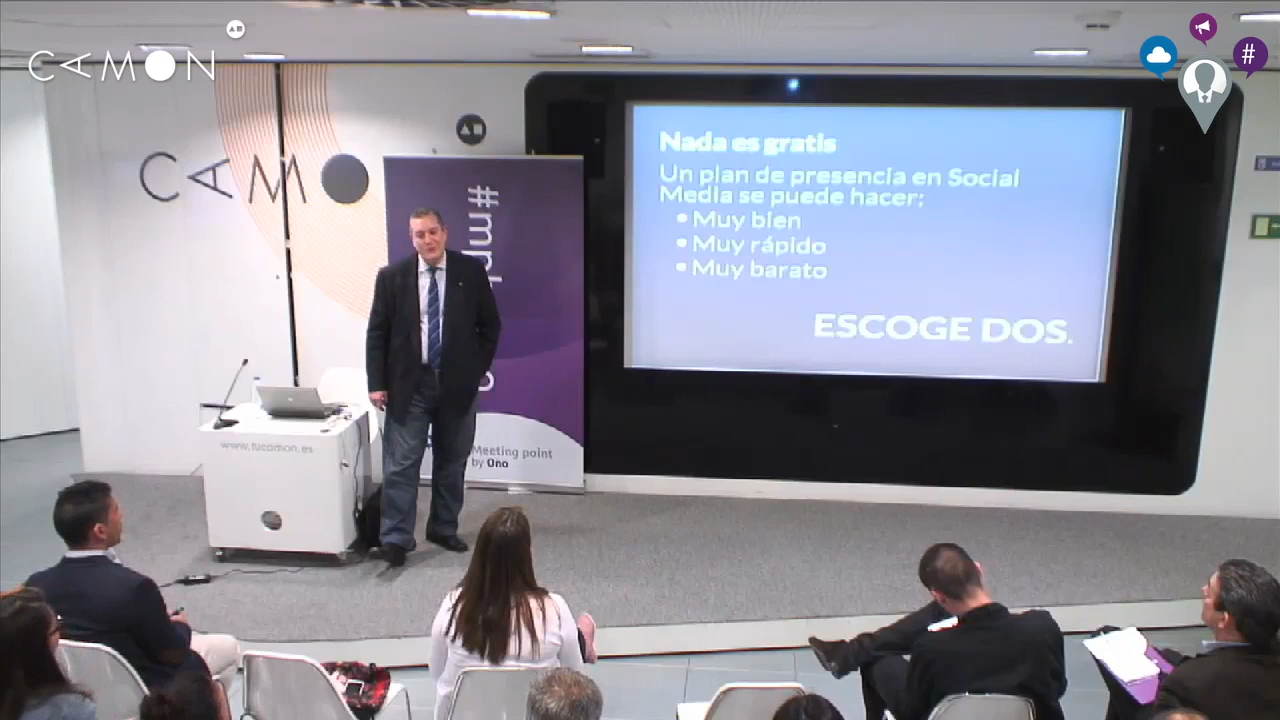 CAMON
#
CAMO
Nada es gratis
Un plan de presencia en Social
Media se puede hacer:
• Muy bien
• Muy rápido
• Muy barato
ESCOGE DOS.
www.tucamon.es
Meeting point
by Ono